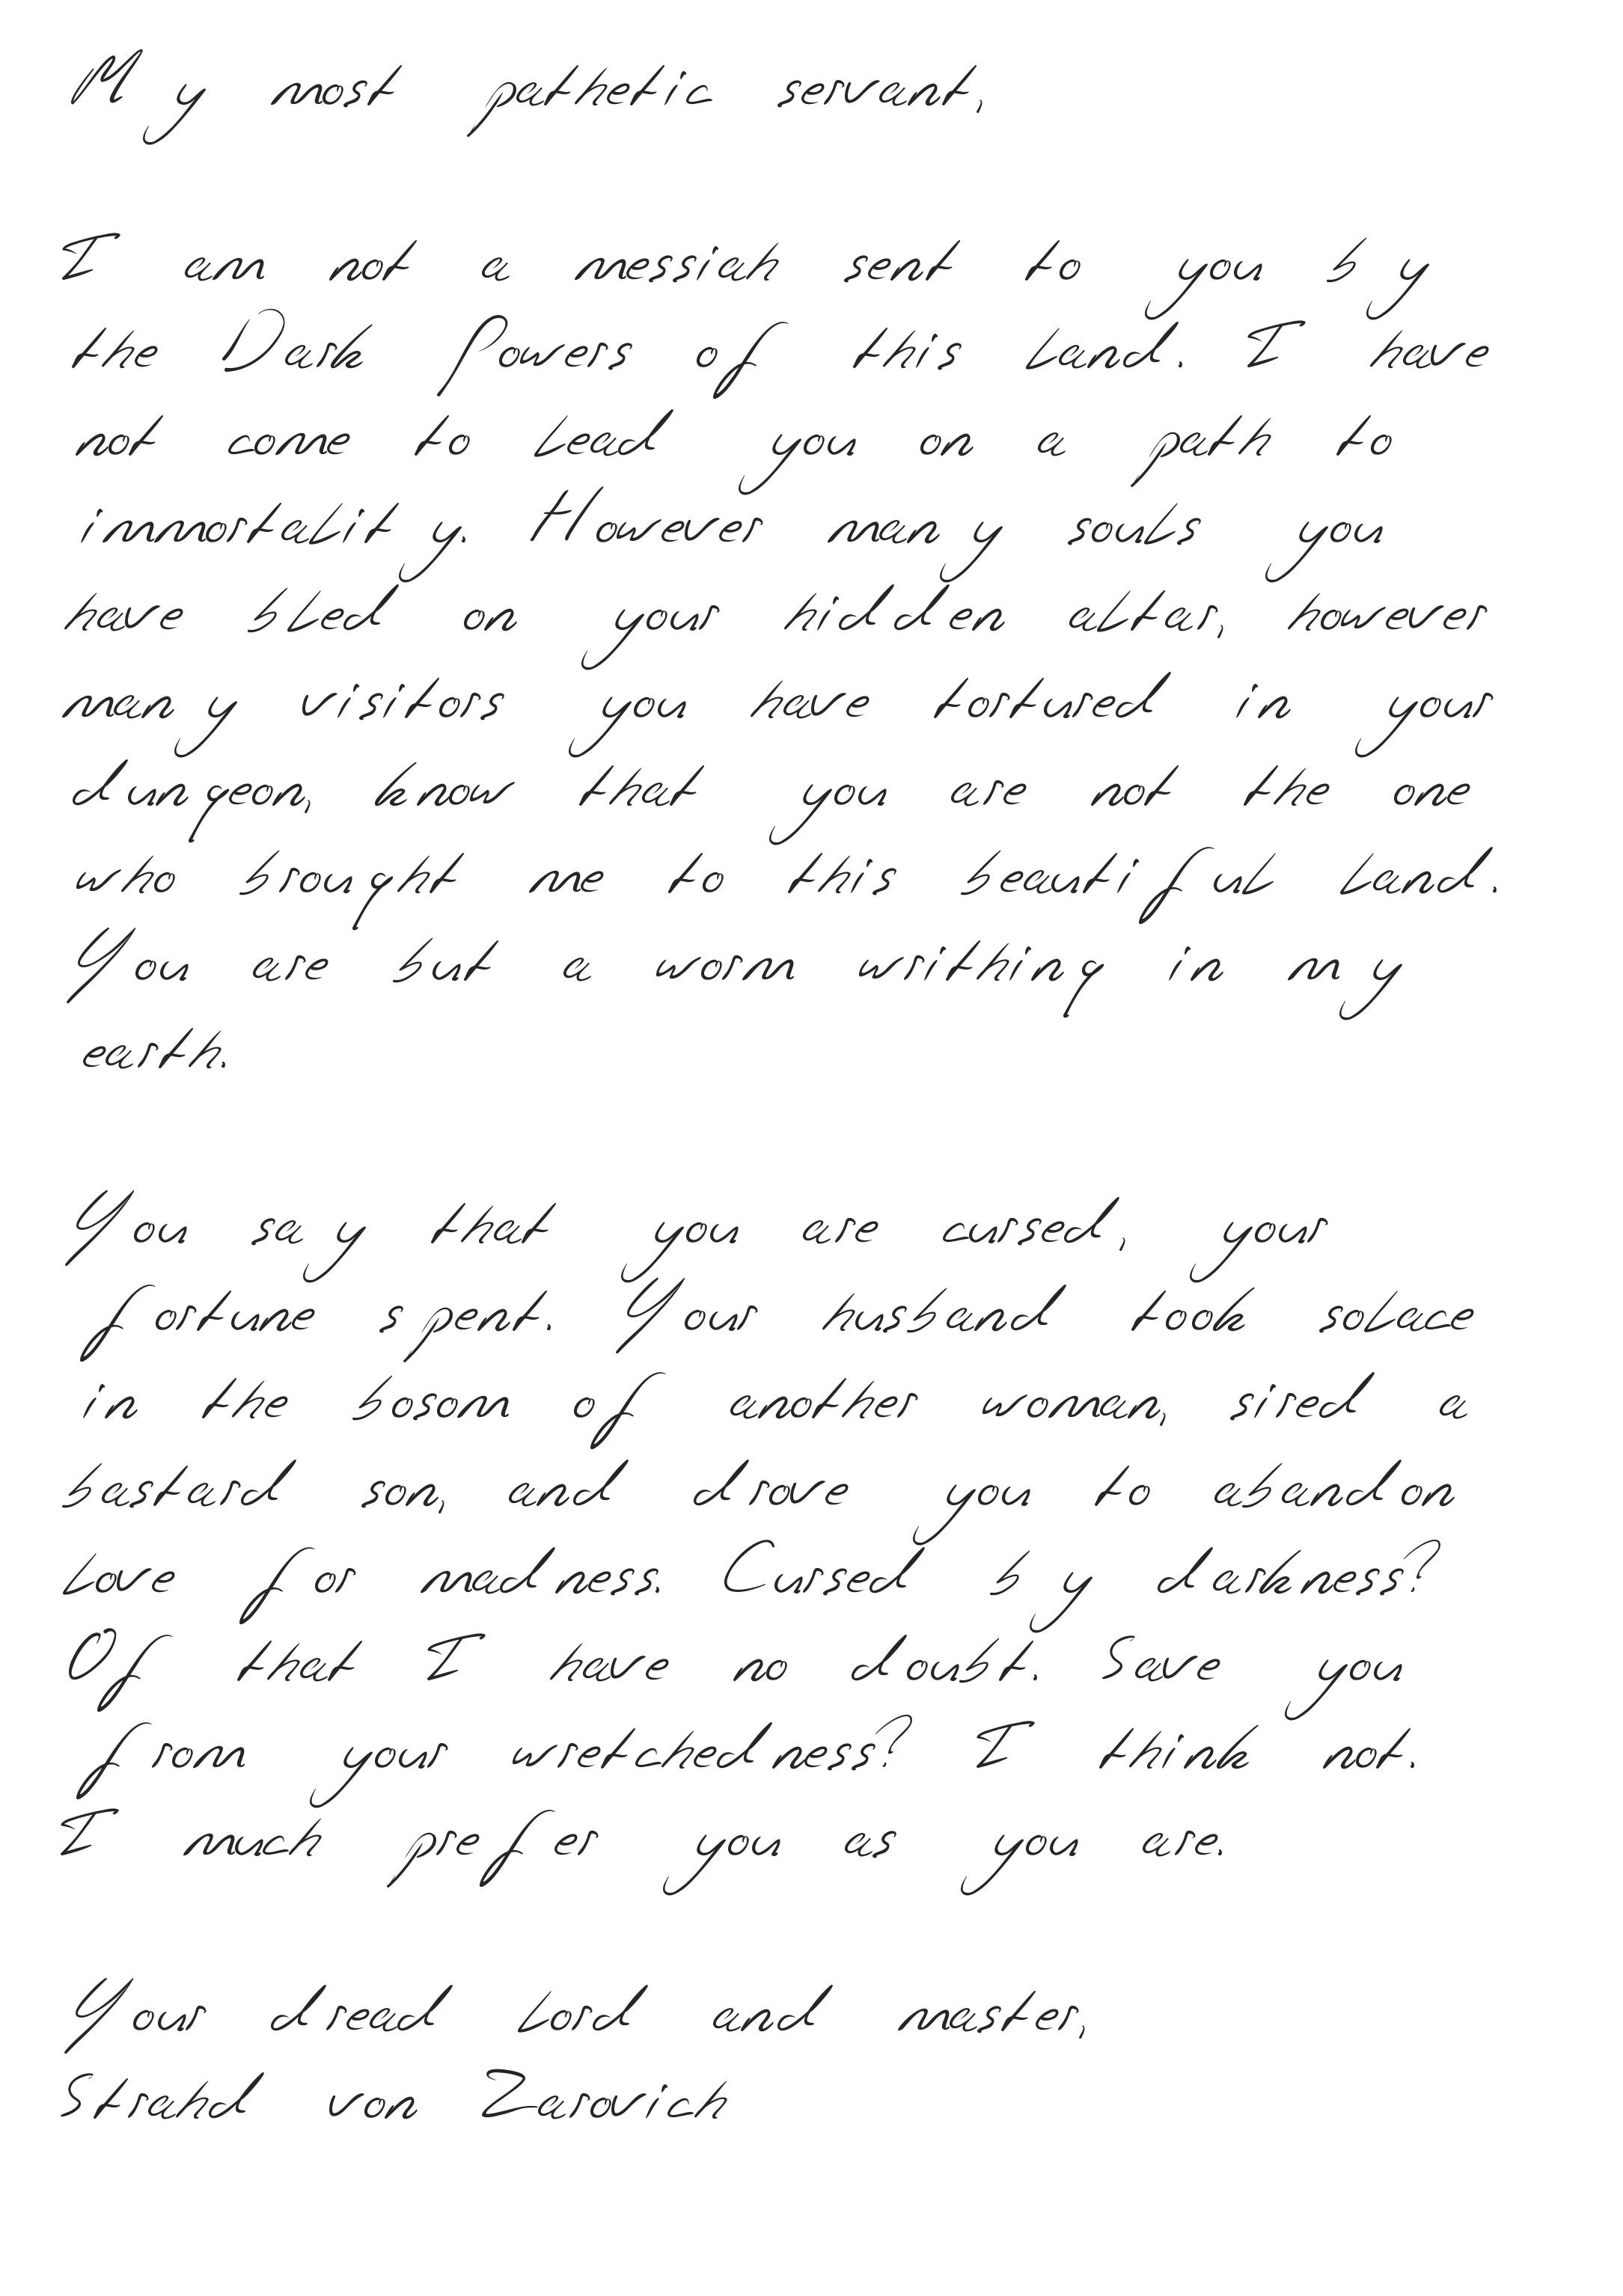 My most pathetic servant,
I am not a messiah sent to you by
the Dark Powers of this land. I have
not come to lead you on a path to
immortality. However many souls you
have bled on your hidden altar, however
many visitors you have tortured in your
dungeon, know that you are not the one
who brought me to this beautiful land.
You are but a worm writhing in my
earth.
You say that you are cursed, your
fortune spent. Your husband took solace
in the bosom of another woman, sired a
bastard son, and drove you to abandon
love for madness. Cursed by darkness?
Of that I have no doubt. Save you
from your wretchedness? I think not.
I much prefer you as you are.
Your dread lord and master,
Strahd von Zarovich